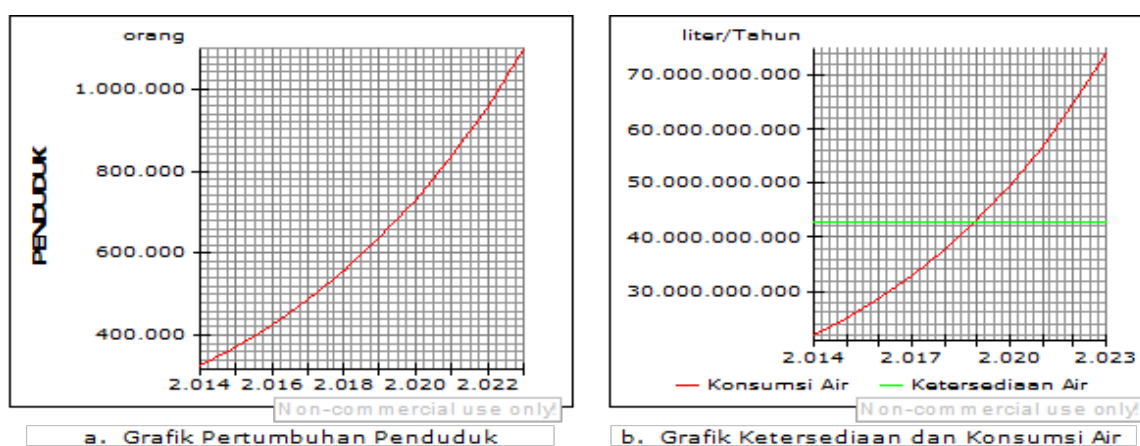 orang
PENDUDUK
1.000.000
800.000
600.000
400.000
2.014 2.016 2.018 2.020 2.022
Non-commercial use only!
a. Grafik Pertumbuhan Penduduk
liter/Tahun
70.000.000.000
60.000.000.000
50.000.000.000
40.000.000.000
30.000.000.000
2.014 2.017 2.020 2.023
Konsumsi Air Ketersediaan Air
Non-commercial use only!
b. Grafik Ketersediaan dan Konsumsi Air